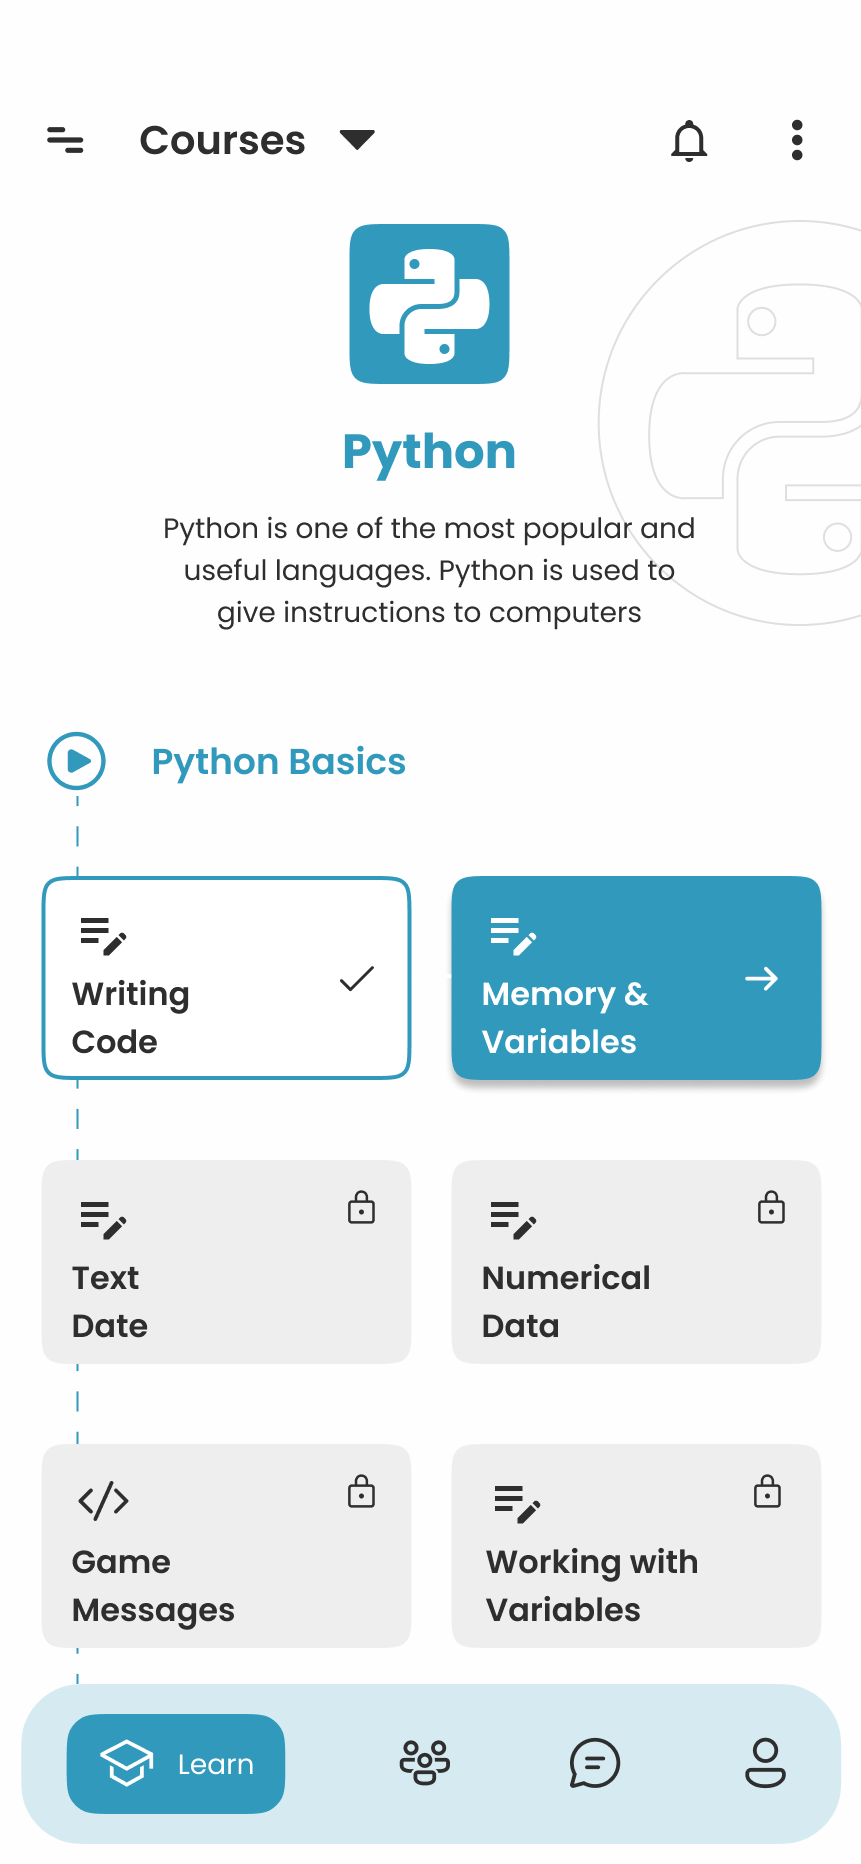 Courses
Python
Python is one of the most popular and
useful languages. Python is used to
give instructions to computers
Python Basics
Writing
Code
Memory &
Variables
Text
Date
Numerical
Data
Game
Messages
Working with
Variables
Learn